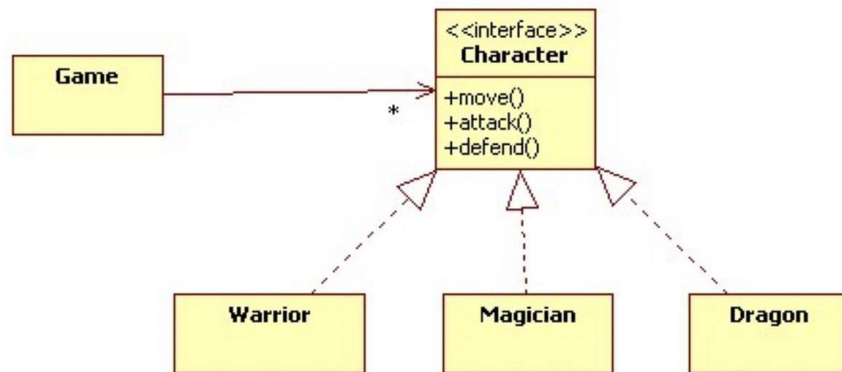 <<interface>>
Character
Game
+move()
*
+attack()
+defend()
Warrior
Magician
Dragon